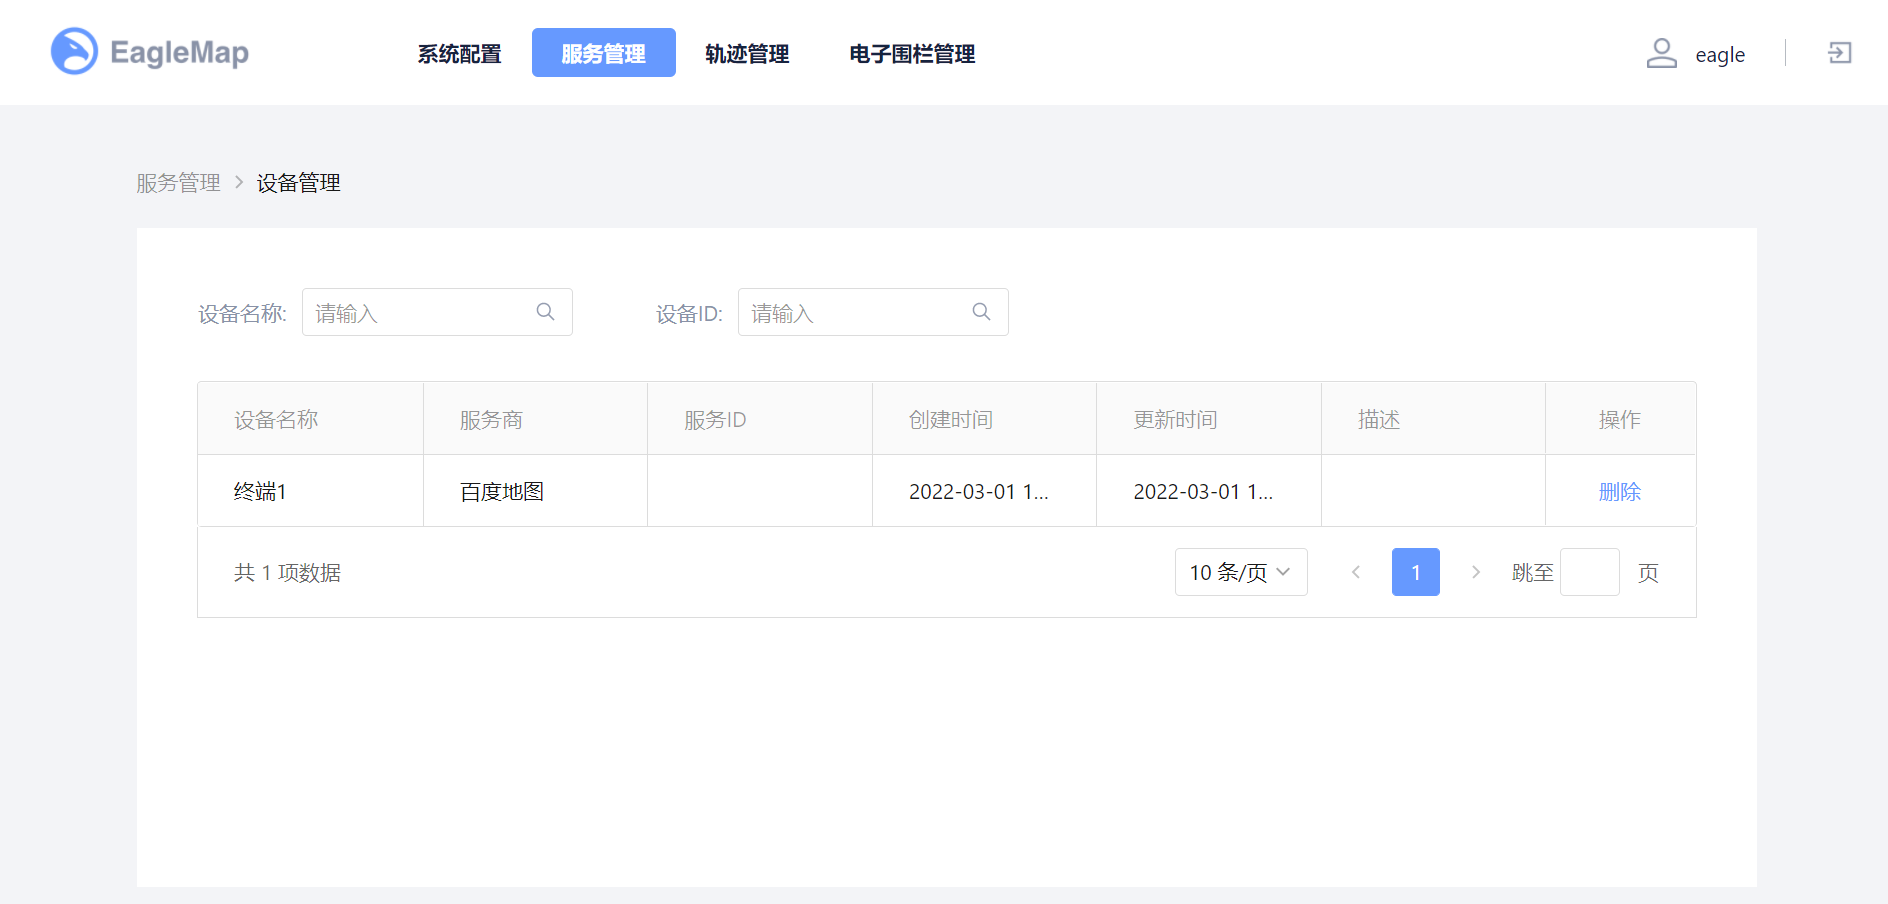 EagleMap 系统配置 服务管理 轨迹管理 电子围栏管理 eagle
服务管理 > 设备管理
设备名称: 请输入 设备ID: 请输入
设备名称 服务商 服务ID 创建时间 更新时间 描述 操作
终端1 百度地图 2022-03-01 1... 2022-03-01 1... 删除
共 1 项数据 10 条/页 1 跳至 页